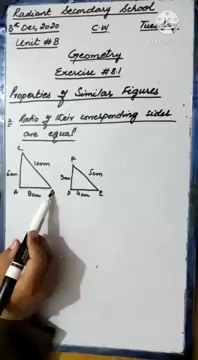 Radiant Secondary School
8th Dec, 2020 C.W
Unit #8
Geometry
Exercise #8.1
Properties of Similar Figures
Ratio of their corresponding sides
are equal
C
F
6cm 10cm
3cm 5cm
A 8cm
D 4cm E